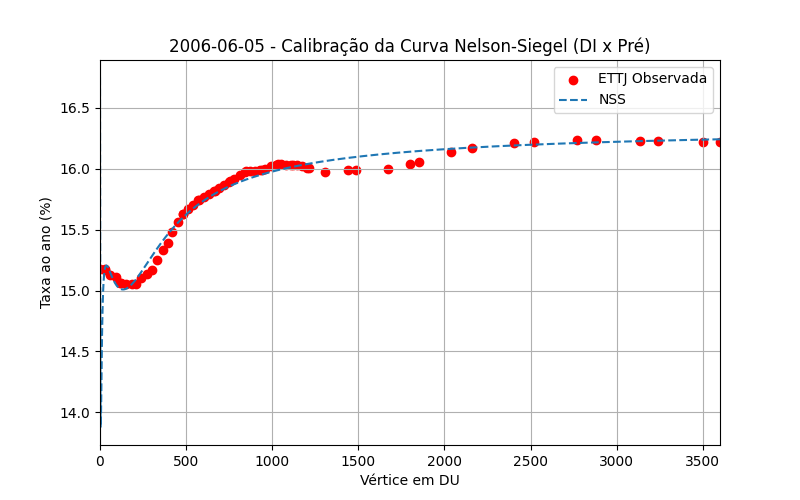 2006-06-05 - Calibração da Curva Nelson-Siegel (DI x Pré)
ETTJ Observada
NSS
16.5
16.0
15.5
15.0
14.5
14.0
Taxa ao ano (%)
0 500 1000 1500 2000 2500 3000 3500
Vértice em DU